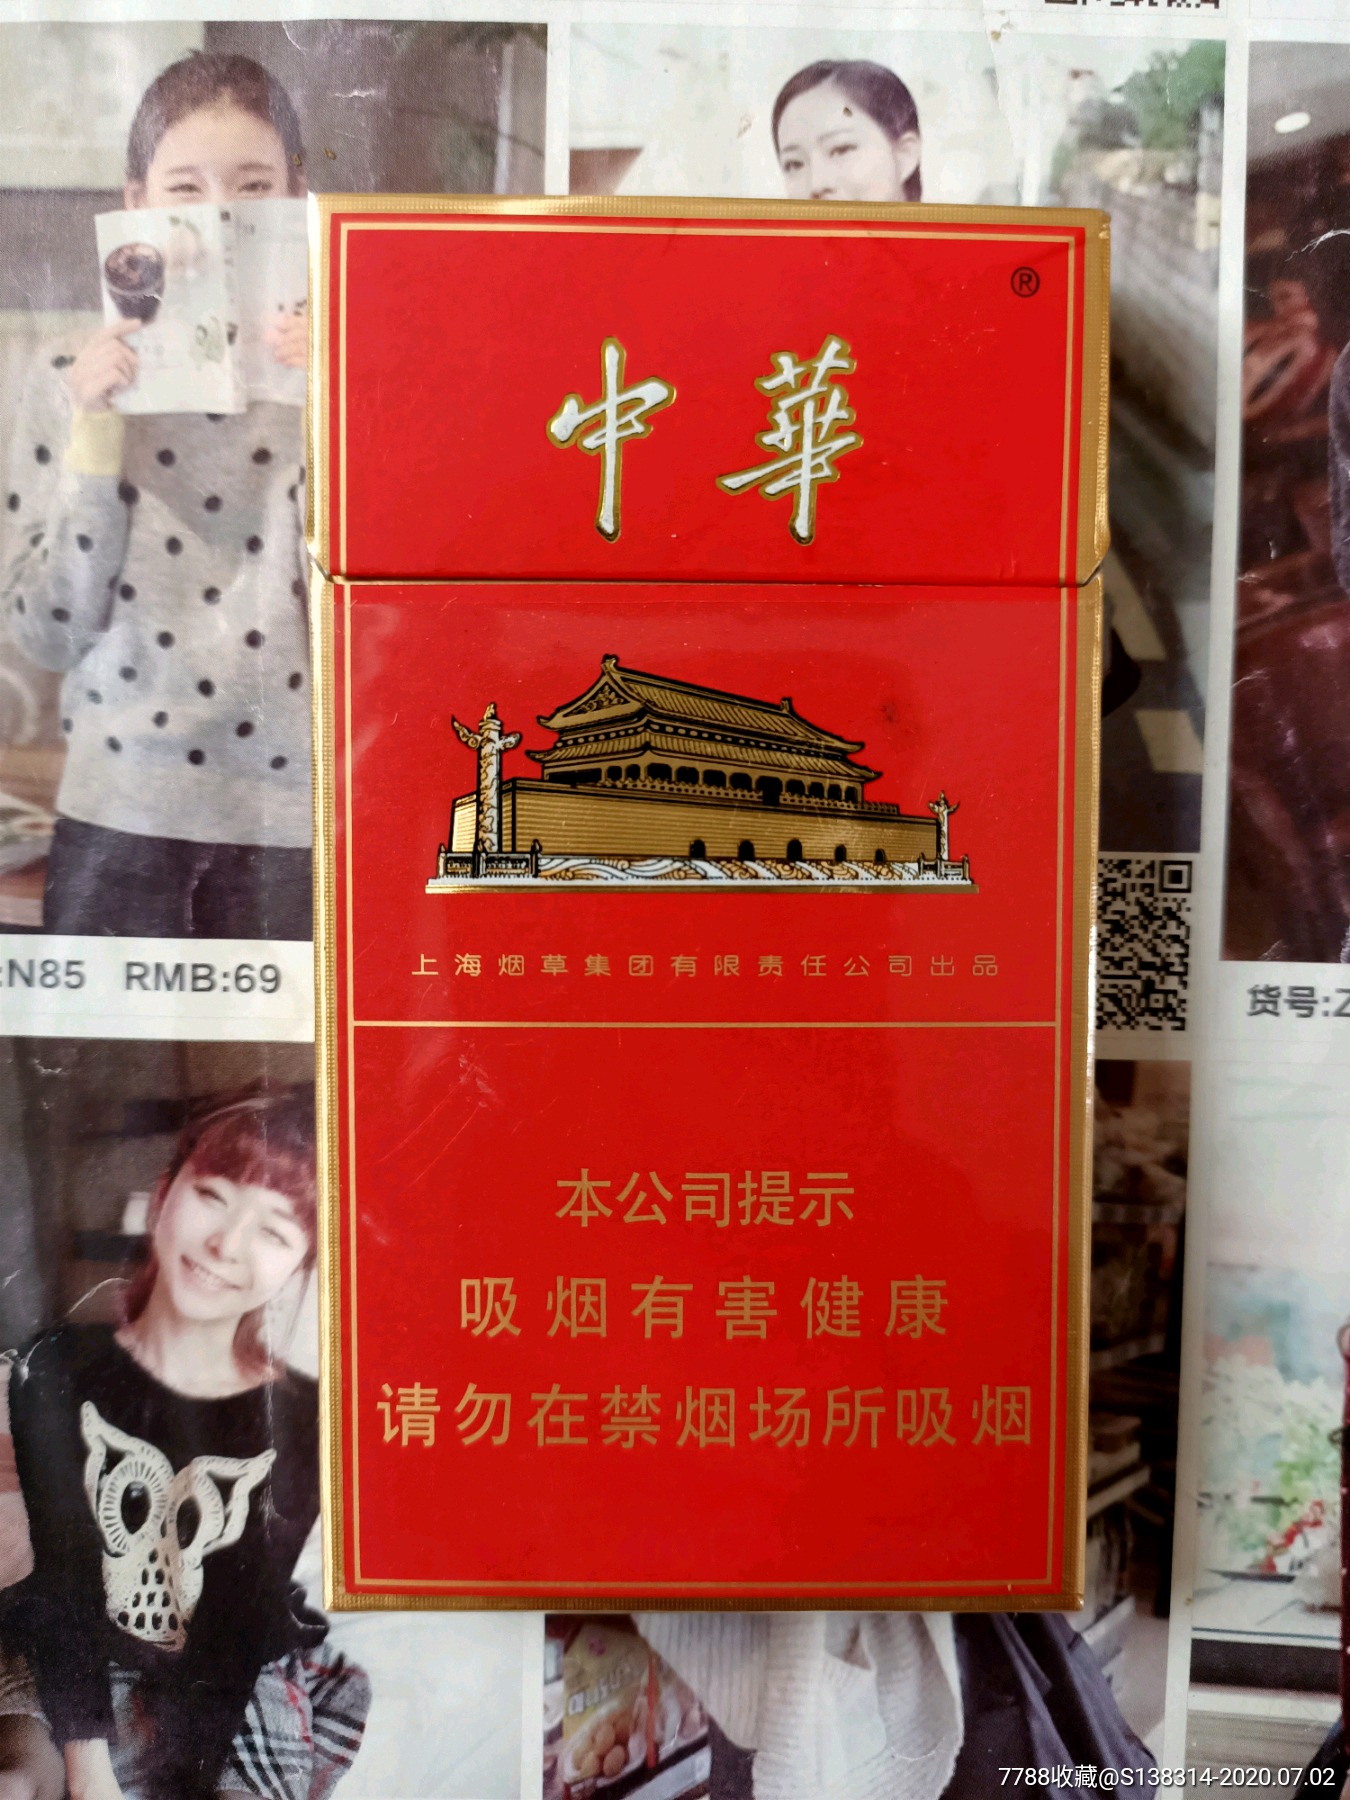 ®
中華
上海烟草集团有限责任公司出品
:N85 RMB:69
货号:Z
本公司提示
吸烟有害健康
请勿在禁烟场所吸烟
7788收藏@S138314-2020.07.02